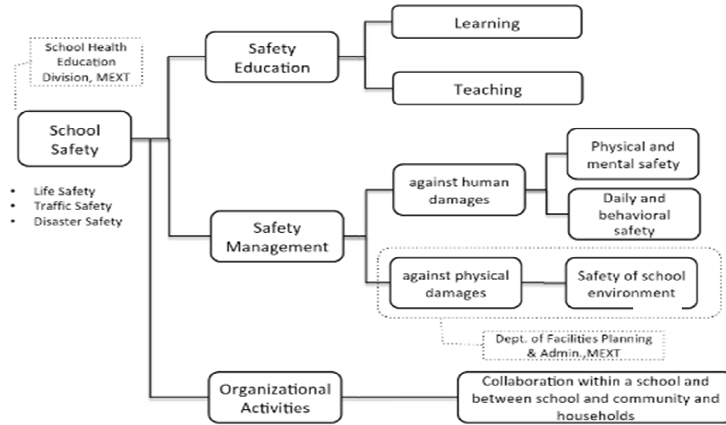 School Health
Education
Division, MEXT
School
Safety
• Life Safety
• Traffic Safety
• Disaster Safety
Safety
Education
Learning
Teaching
Safety
Management
against human
damages
Physical and
mental safety
Daily and
behavioral
safety
against physical
damages
Safety of school
environment
Dept. of Facilities Planning
& Admin.,MEXT
Organizational
Activities
Collaboration within a school and
between school and community and
households